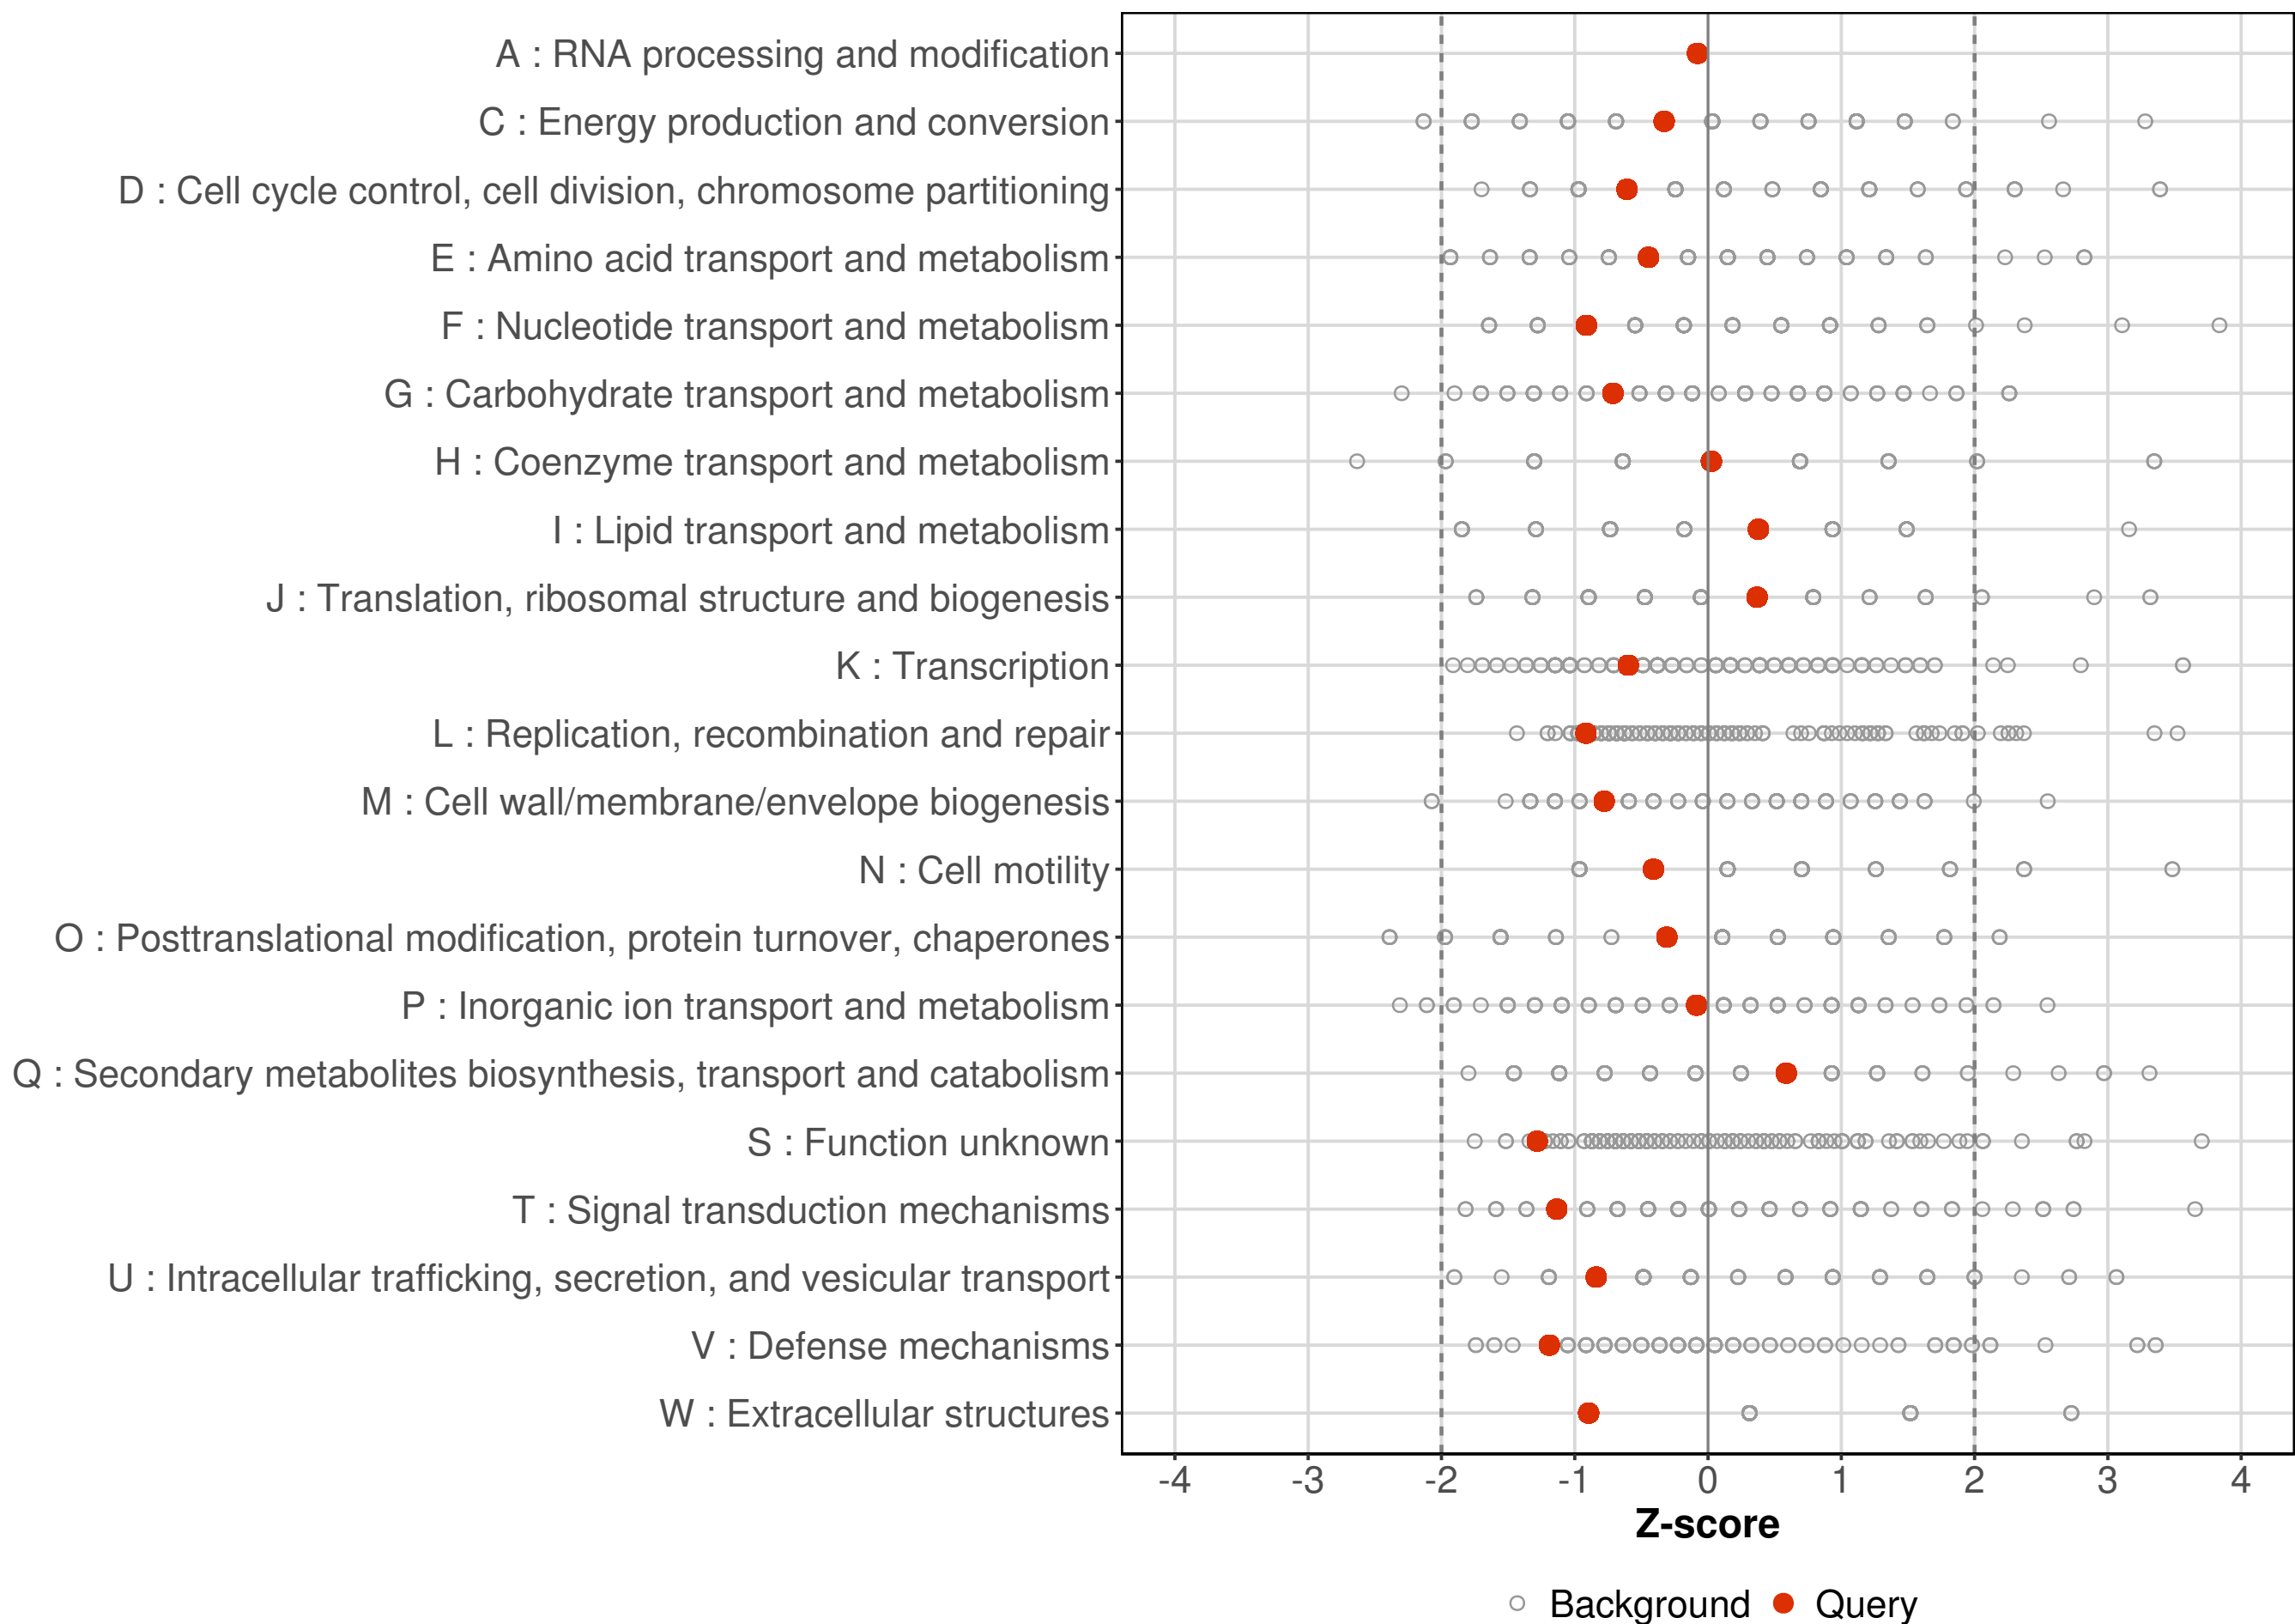 A : RNA processing and modification
C : Energy production and conversion
D : Cell cycle control, cell division, chromosome partitioning
E : Amino acid transport and metabolism
F : Nucleotide transport and metabolism
G : Carbohydrate transport and metabolism
H : Coenzyme transport and metabolism
I : Lipid transport and metabolism
J : Translation, ribosomal structure and biogenesis
K : Transcription
L : Replication, recombination and repair
M : Cell wall/membrane/envelope biogenesis
N : Cell motility
O : Posttranslational modification, protein turnover, chaperones
P : Inorganic ion transport and metabolism
Q : Secondary metabolites biosynthesis, transport and catabolism
S : Function unknown
T : Signal transduction mechanisms
U : Intracellular trafficking, secretion, and vesicular transport
V : Defense mechanisms
W : Extracellular structures
-4 -3 -2 -1 0 1 2 3 4
Z-score
Background Query